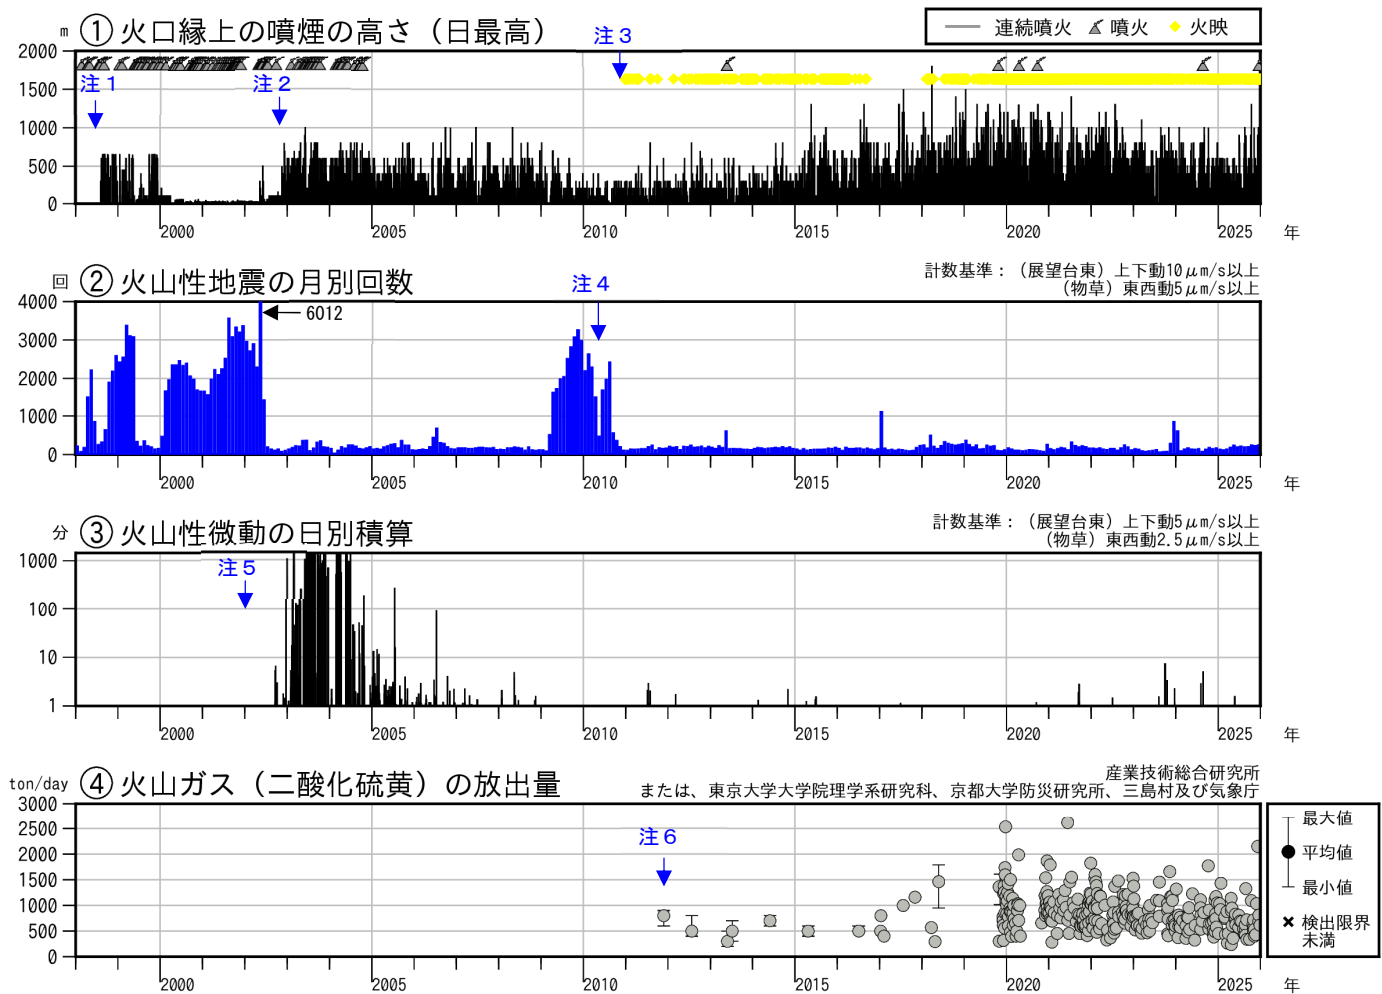 m ①火口縁上の噴煙の高さ（日最高）
連続噴火 噴火 火映
注３
2000
1500
1000
500
0
注１ 注２
2000 2005 2010 2015 2020 2025 年
回 ②火山性地震の月別回数
計数基準：（展望台東）上下動10μm/s以上
（物草）東西動5μm/s以上
注４
4000
3000
2000
1000
0
6012
2000 2005 2010 2015 2020 2025 年
分 ③火山性微動の日別積算
計数基準：（展望台東）上下動5μm/s以上
（物草）東西動2.5μm/s以上
1000
100
10
1
注５
2000 2005 2010 2015 2020 2025 年
ton/day ④火山ガス（二酸化硫黄）の放出量
産業技術総合研究所
または、東京大学大学院理学系研究科、京都大学防災研究所、三島村及び気象庁
3000
2500
2000
1500
1000
500
0
注６
最大値
平均値
最小値
検出限界
未満
2000 2005 2010 2015 2020 2025 年